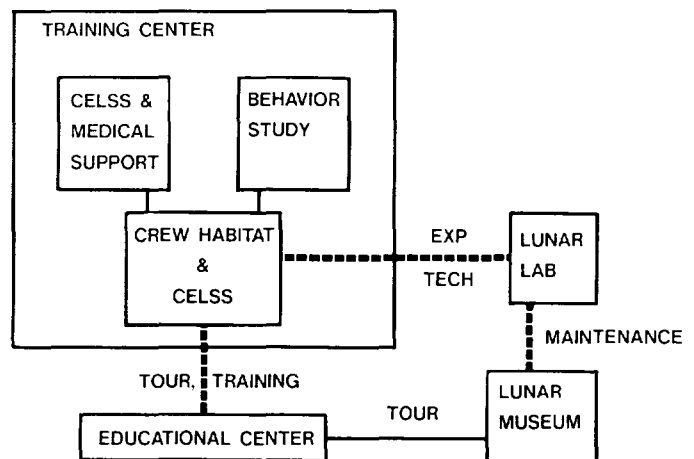 TRAINING CENTER
CELSS &
MEDICAL
SUPPORT
BEHAVIOR
STUDY
CREW HABITAT
&
CELSS
EXP
TECH
LUNAR
LAB
MAINTENANCE
TOUR, TRAINING
LUNAR
MUSEUM
TOUR
EDUCATIONAL CENTER